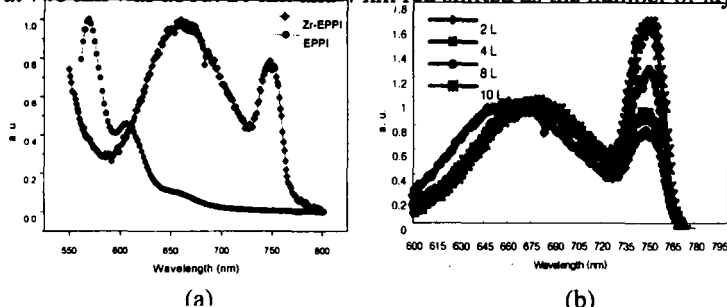 Zr-EPPI
EPPI
1.0
0.8
0.6
0.4
0.2
0.0
a. u.
550 600 650 700 750 800
Wavelength (nm)
(a)
2 L
4 L
8 L
10 L
1.8
1.6
1.4
1.2
1
0.8
0.6
0.4
0.2
0
a. u.
600 615 630 645 660 675 690 705 720 735 750 765 780 795
Wavelength (nm)
(b)